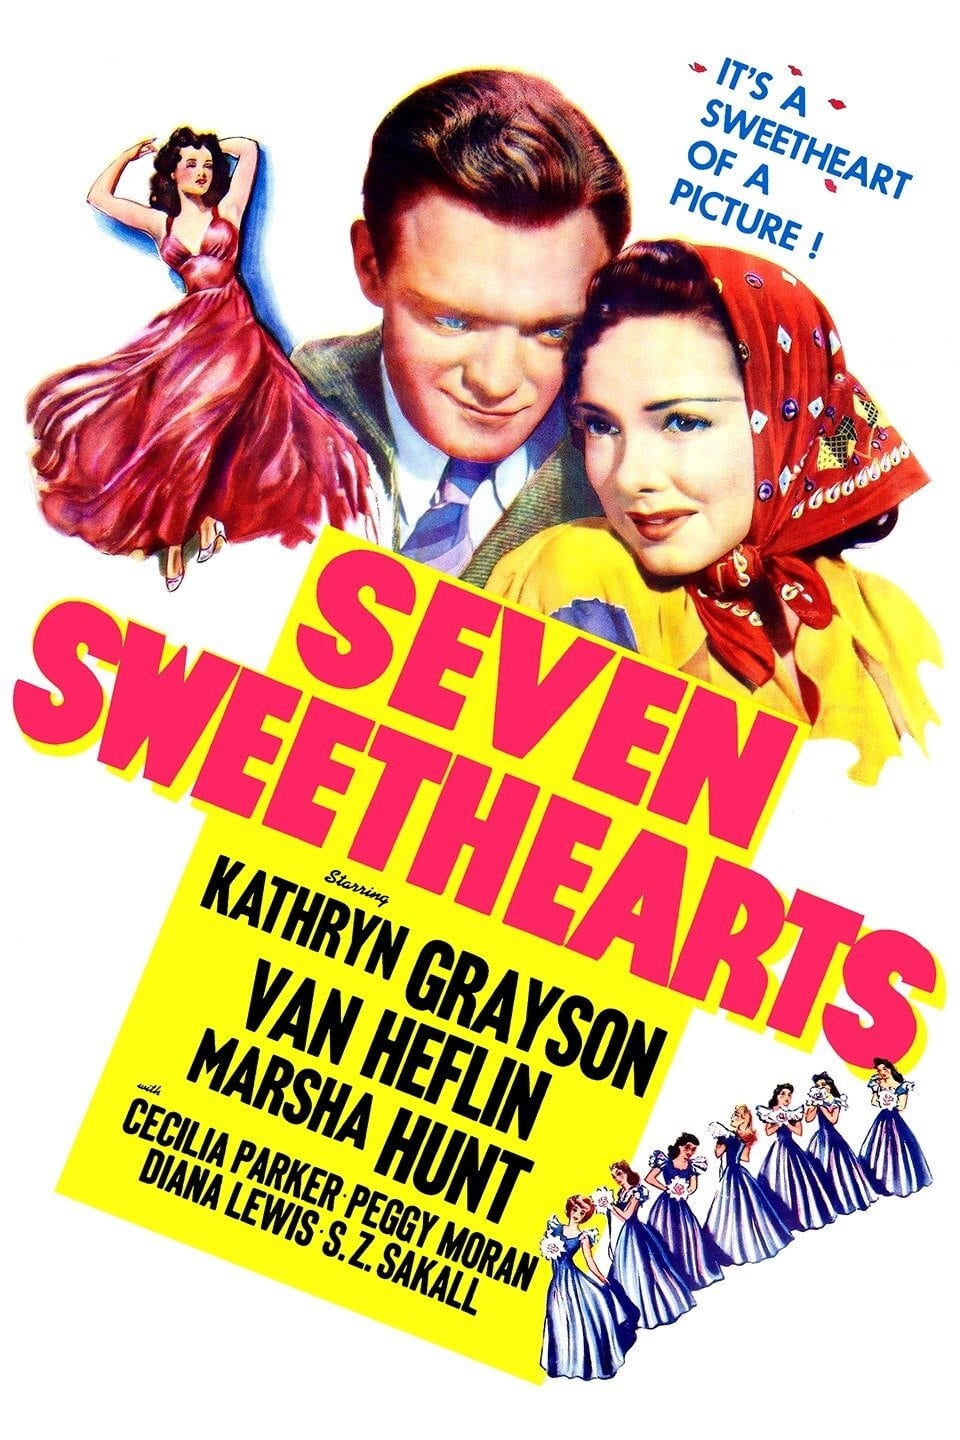 IT'S A
SWEETHEART
OF A
PICTURE!
SEVEN
SWEETHEARTS
Starring
KATHRYN GRAYSON
VAN HEFLIN
MARSHA HUNT
with
CECILIA PARKER · PEGGY MORAN
DIANA LEWIS · S. Z. SAKALL